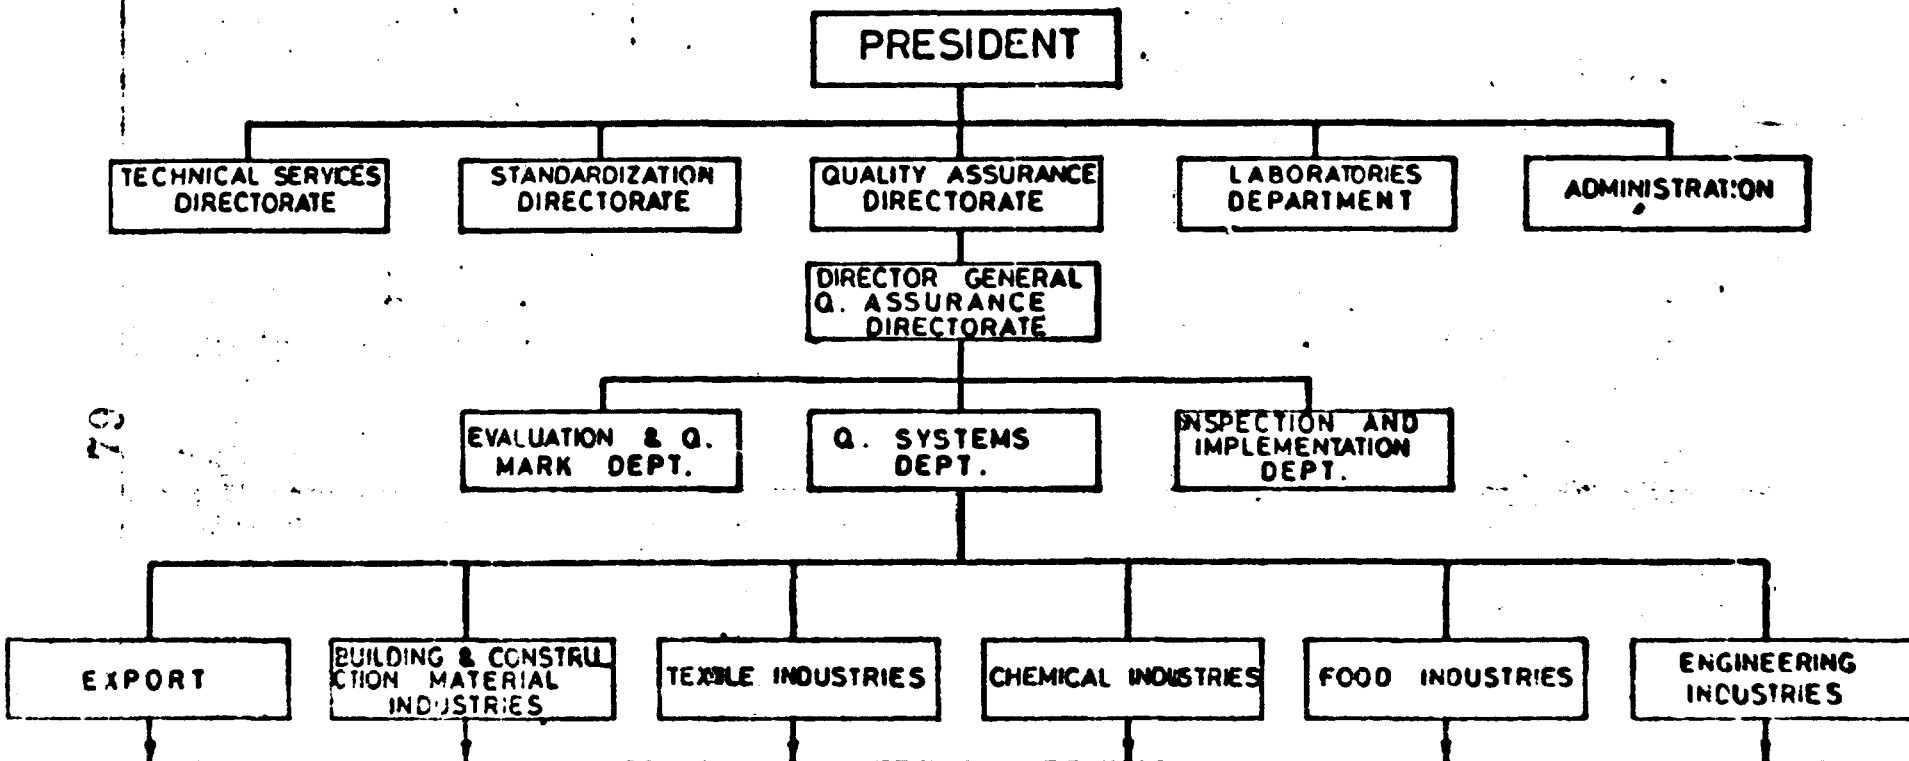 PRESIDENT
TECHNICAL SERVICES
DIRECTORATE
STANDARDIZATION
DIRECTORATE
QUALITY ASSURANCE
DIRECTORATE
LABORATORIES
DEPARTMENT
ADMINISTRATION
DIRECTOR GENERAL
Q. ASSURANCE
DIRECTORATE
79
EVALUATION & Q.
MARK DEPT.
Q. SYSTEMS
DEPT.
INSPECTION AND
IMPLEMENTATION
DEPT.
EXPORT
BUILDING & CONSTRU_
CTION MATERIAL
INDUSTRIES
TEXTILE INDUSTRIES
CHEMICAL INDUSTRIES
FOOD INDUSTRIES
ENGINEERING
INDUSTRIES